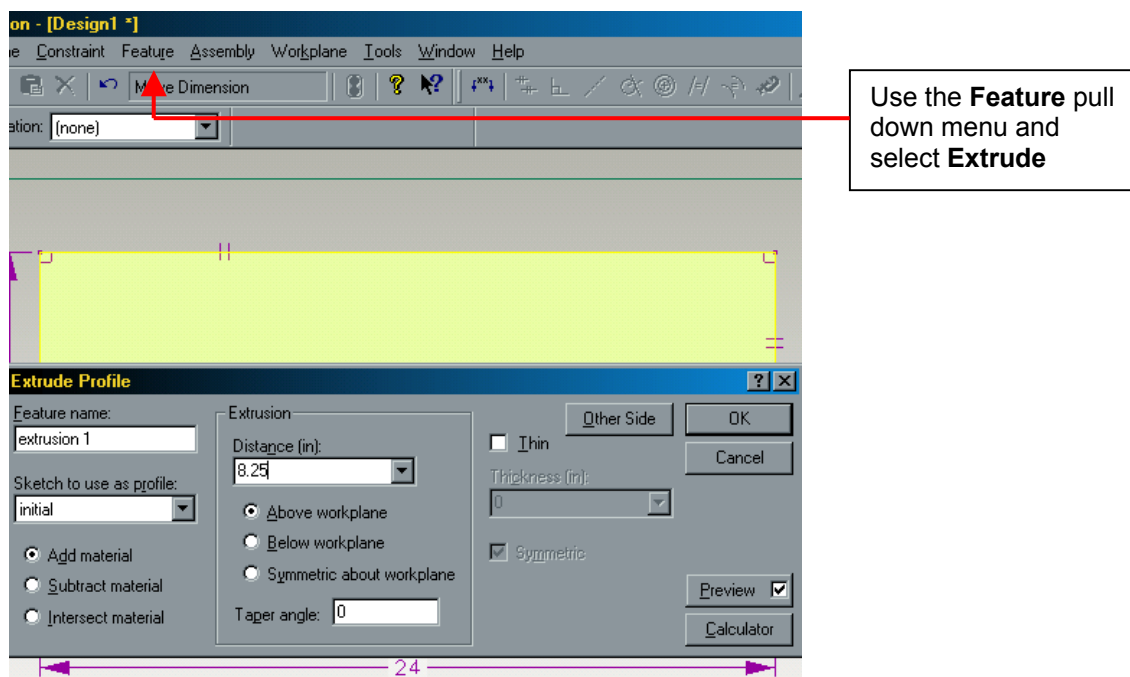 on - [Design1 *]
ne Constraint Feature Assembly Workplane Tools Window Help
Dimension
ation: (none)
Use the Feature pull
down menu and
select Extrude
Extrude Profile
Feature name:
extrusion 1
Sketch to use as profile:
initial
Add material
Subtract material
Intersect material
Extrusion
Distance (in):
8.25
Above workplane
Below workplane
Symmetric about workplane
Taper angle: 0
Other Side
Thin
Thickness (in):
0
Symmetric
OK
Cancel
Preview
Calculator
24